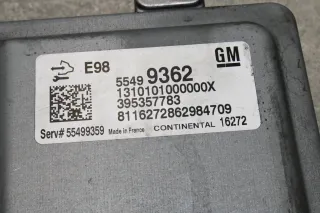 E98
GM
5549 9362
1310101000000X
395357783
8116272862984709
Serv# 55499359
Made in France
CONTINENTAL 16272